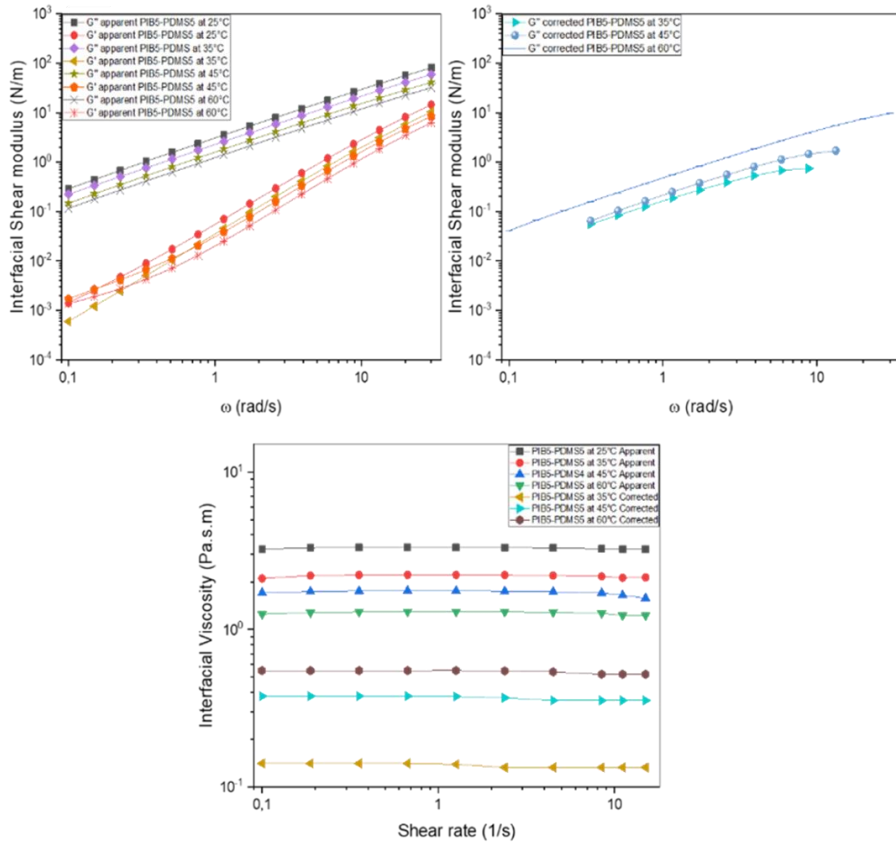 G'' apparent PIB5-PDMS5 at 25°C
G' apparent PIB5-PDMS5 at 25°C
G'' apparent PIB5-PDMS at 35°C
G' apparent PIB5-PDMS5 at 35°C
G'' apparent PIB5-PDMS5 at 45°C
G' apparent PIB5-PDMS5 at 45°C
G'' apparent PIB5-PDMS5 at 60°C
G' apparent PIB5-PDMS5 at 60°C
Interfacial Shear modulus (N/m)
10³
10²
10¹
10⁰
10⁻¹
10⁻²
10⁻³
10⁻⁴
0,1
1
10
ω (rad/s)
G'' corrected PIB5-PDMS5 at 35°C
G'' corrected PIB5-PDMS5 at 45°C
G'' corrected PIB5-PDMS5 at 60°C
Interfacial Shear modulus (N/m)
10³
10²
10¹
10⁰
10⁻¹
10⁻²
10⁻³
10⁻⁴
0,1
1
10
ω (rad/s)
PIB5-PDMS5 at 25°C Apparent
PIB5-PDMS5 at 35°C Apparent
PIB5-PDMS4 at 45°C Apparent
PIB5-PDMS5 at 60°C Apparent
PIB5-PDMS5 at 35°C Corrected
PIB5-PDMS5 at 45°C Corrected
PIB5-PDMS5 at 60°C Corrected
Interfacial Viscosity (Pa.s.m)
10¹
10⁰
10⁻¹
0,1
1
10
Shear rate (1/s)